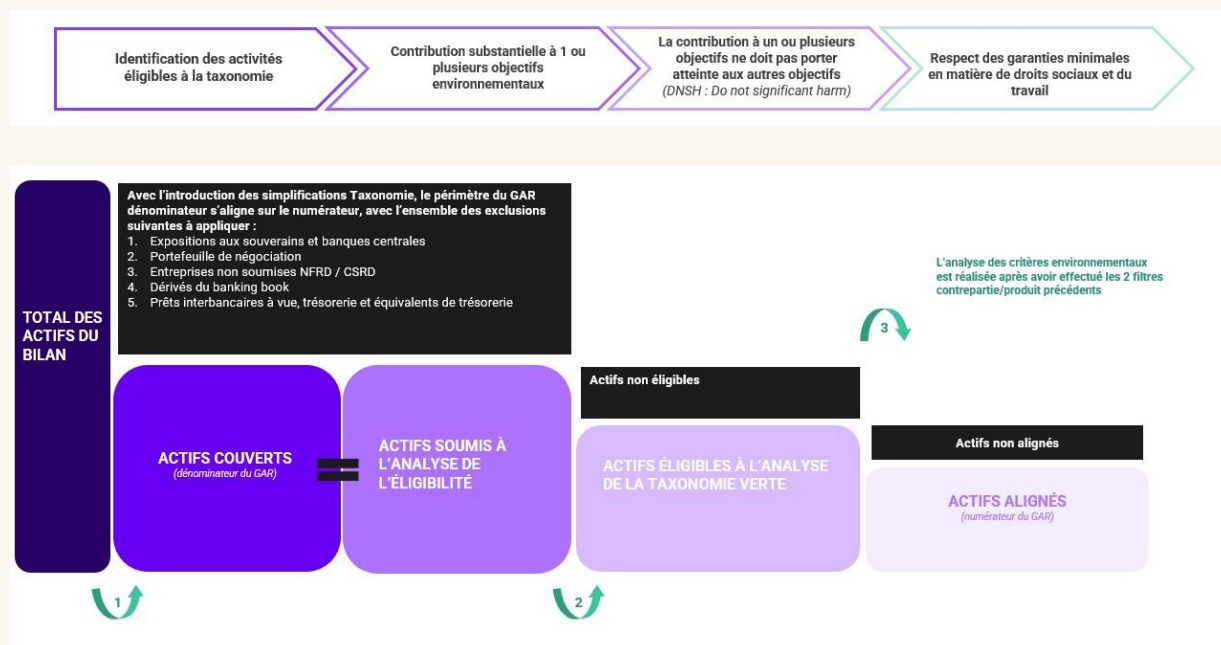 Identification des activités
éligibles à la taxonomie
Contribution substantielle à 1 ou
plusieurs objectifs
environnementaux
La contribution à un ou plusieurs
objectifs ne doit pas porter
atteinte aux autres objectifs
(DNSH : Do not significant harm)
Respect des garanties minimales
en matière de droits sociaux et du
travail
TOTAL DES
ACTIFS DU
BILAN
Avec l'introduction des simplifications Taxonomie, le périmètre du GAR
dénominateur s'aligne sur le numérateur, avec l'ensemble des exclusions
suivantes à appliquer :
1. Expositions aux souverains et banques centrales
2. Portefeuille de négociation
3. Entreprises non soumises NFRD / CSRD
4. Dérivés du banking book
5. Prêts interbancaires à vue, trésorerie et équivalents de trésorerie
L'analyse des critères environnementaux
est réalisée après avoir effectué les 2 filtres
contrepartie/produit précédents
3
Actifs non éligibles
Actifs non alignés
ACTIFS COUVERTS
(dénominateur du GAR)
=
ACTIFS SOUMIS À
L'ANALYSE DE
L'ÉLIGIBILITÉ
ACTIFS ÉLIGIBLES À L'ANALYSE
DE LA TAXONOMIE VERTE
ACTIFS ALIGNÉS
(numérateur du GAR)
1
2